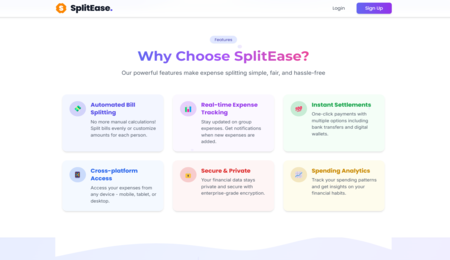 SplitEase.
Login
Sign Up
Features
Why Choose SplitEase?
Our powerful features make expense splitting simple, fair, and hassle-free
Automated Bill
Splitting
No more manual calculations!
Split bills evenly or customize
amounts for each person.
Real-time Expense
Tracking
Stay updated on group
expenses. Get notifications
when new expenses are
added.
Instant Settlements
One-click payments with
multiple options including
bank transfers and digital
wallets.
Cross-platform
Access
Access your expenses from
any device - mobile, tablet, or
desktop.
Secure & Private
Your financial data stays
private and secure with
enterprise-grade encryption.
Spending Analytics
Track your spending patterns
and get insights on your
financial habits.